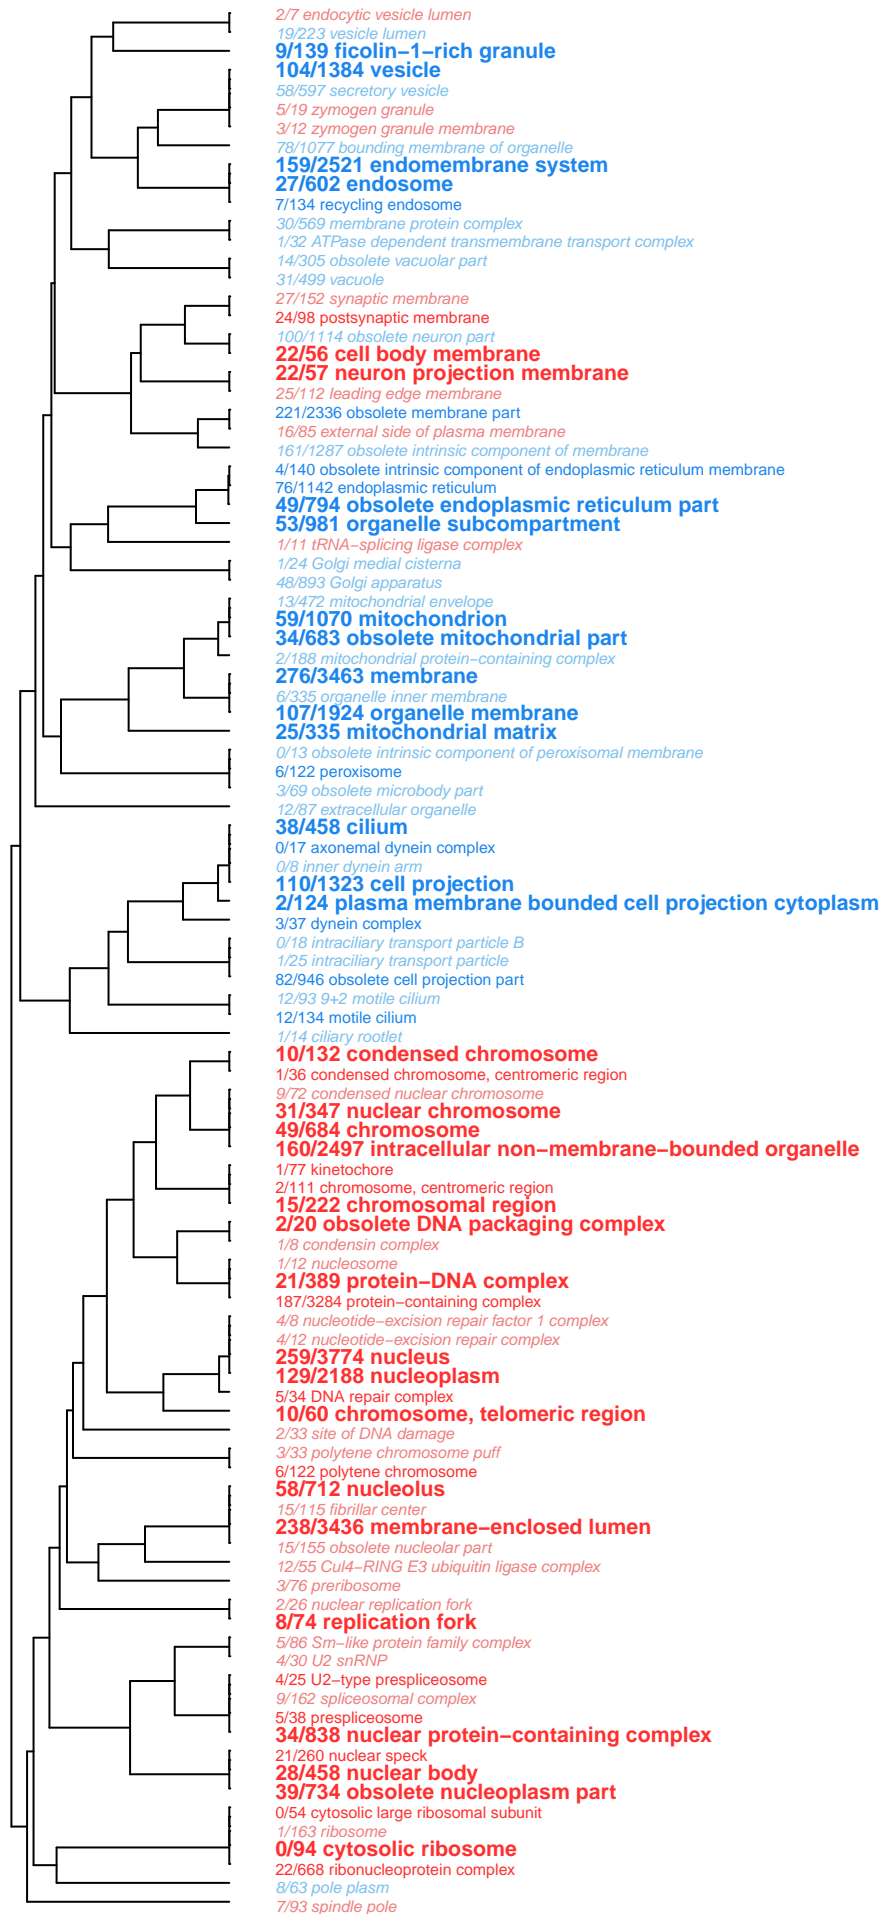 2/7 endocytic vesicle lumen
19/223 vesicle lumen
9/139 ficolin−1−rich granule
104/1384 vesicle
58/597 secretory vesicle
5/19 zymogen granule
3/12 zymogen granule membrane
78/1077 bounding membrane of organelle
159/2521 endomembrane system
27/602 endosome
7/134 recycling endosome
30/569 membrane protein complex
1/32 ATPase dependent transmembrane transport complex
14/305 obsolete vacuolar part
31/499 vacuole
27/152 synaptic membrane
24/98 postsynaptic membrane
100/1114 obsolete neuron part
22/56 cell body membrane
22/57 neuron projection membrane
25/112 leading edge membrane
221/2336 obsolete membrane part
16/85 external side of plasma membrane
161/1287 obsolete intrinsic component of membrane
4/140 obsolete intrinsic component of endoplasmic reticulum membrane
76/1142 endoplasmic reticulum
49/794 obsolete endoplasmic reticulum part
53/981 organelle subcompartment
1/11 tRNA−splicing ligase complex
1/24 Golgi medial cisterna
48/893 Golgi apparatus
13/472 mitochondrial envelope
59/1070 mitochondrion
34/683 obsolete mitochondrial part
2/188 mitochondrial protein−containing complex
276/3463 membrane
6/335 organelle inner membrane
107/1924 organelle membrane
25/335 mitochondrial matrix
0/13 obsolete intrinsic component of peroxisomal membrane
6/122 peroxisome
3/69 obsolete microbody part
12/87 extracellular organelle
38/458 cilium
0/17 axonemal dynein complex
0/8 inner dynein arm
110/1323 cell projection
2/124 plasma membrane bounded cell projection cytoplasm
3/37 dynein complex
0/18 intraciliary transport particle B
1/25 intraciliary transport particle
82/946 obsolete cell projection part
12/93 9+2 motile cilium
12/134 motile cilium
1/14 ciliary rootlet
10/132 condensed chromosome
1/36 condensed chromosome, centromeric region
9/72 condensed nuclear chromosome
31/347 nuclear chromosome
49/684 chromosome
160/2497 intracellular non−membrane−bounded organelle
1/77 kinetochore
2/111 chromosome, centromeric region
15/222 chromosomal region
2/20 obsolete DNA packaging complex
1/8 condensin complex
1/12 nucleosome
21/389 protein−DNA complex
187/3284 protein−containing complex
4/8 nucleotide−excision repair factor 1 complex
4/12 nucleotide−excision repair complex
259/3774 nucleus
129/2188 nucleoplasm
5/34 DNA repair complex
10/60 chromosome, telomeric region
2/33 site of DNA damage
3/33 polytene chromosome puff
6/122 polytene chromosome
58/712 nucleolus
15/115 fibrillar center
238/3436 membrane−enclosed lumen
15/155 obsolete nucleolar part
12/55 Cul4−RING E3 ubiquitin ligase complex
3/76 preribosome
2/26 nuclear replication fork
8/74 replication fork
5/86 Sm−like protein family complex
4/30 U2 snRNP
4/25 U2−type prespliceosome
9/162 spliceosomal complex
5/38 prespliceosome
34/838 nuclear protein−containing complex
21/260 nuclear speck
28/458 nuclear body
39/734 obsolete nucleoplasm part
0/54 cytosolic large ribosomal subunit
1/163 ribosome
0/94 cytosolic ribosome
22/668 ribonucleoprotein complex
8/63 pole plasm
7/93 spindle pole